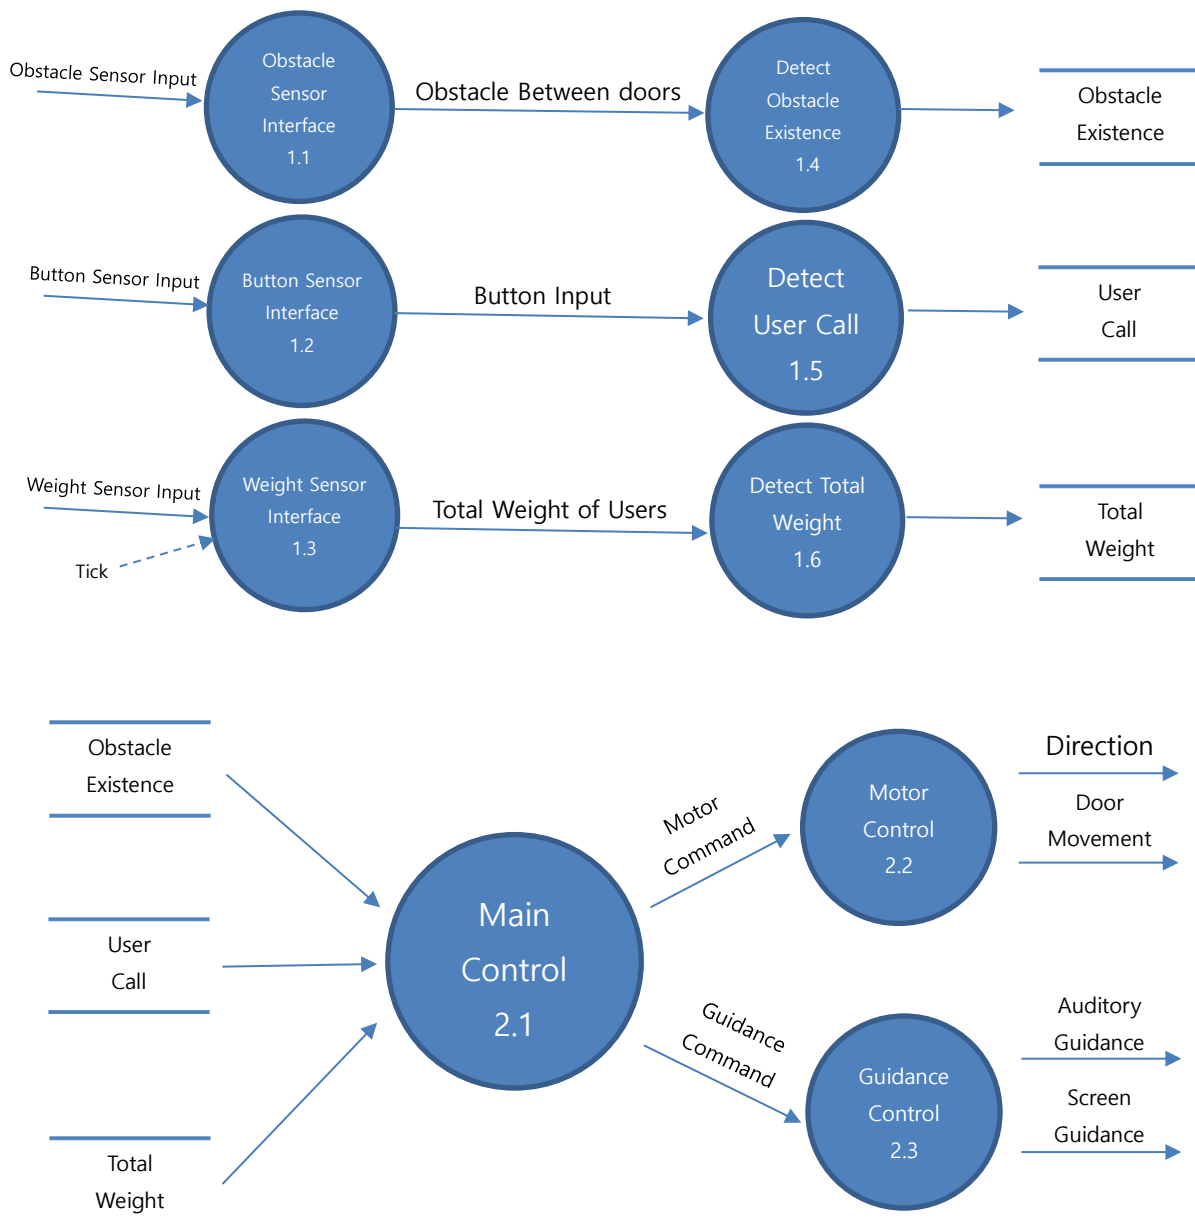 Obstacle Sensor Input
Obstacle
Sensor
Interface
1.1
Obstacle Between doors
Detect
Obstacle
Existence
1.4
Obstacle
Existence
Button Sensor Input
Button Sensor
Interface
1.2
Button Input
Detect
User Call
1.5
User
Call
Weight Sensor Input
Tick
Weight Sensor
Interface
1.3
Total Weight of Users
Detect Total
Weight
1.6
Total
Weight
Obstacle
Existence
User
Call
Total
Weight
Main
Control
2.1
Motor
Command
Motor
Control
2.2
Direction
Door
Movement
Guidance
Command
Guidance
Control
2.3
Auditory
Guidance
Screen
Guidance